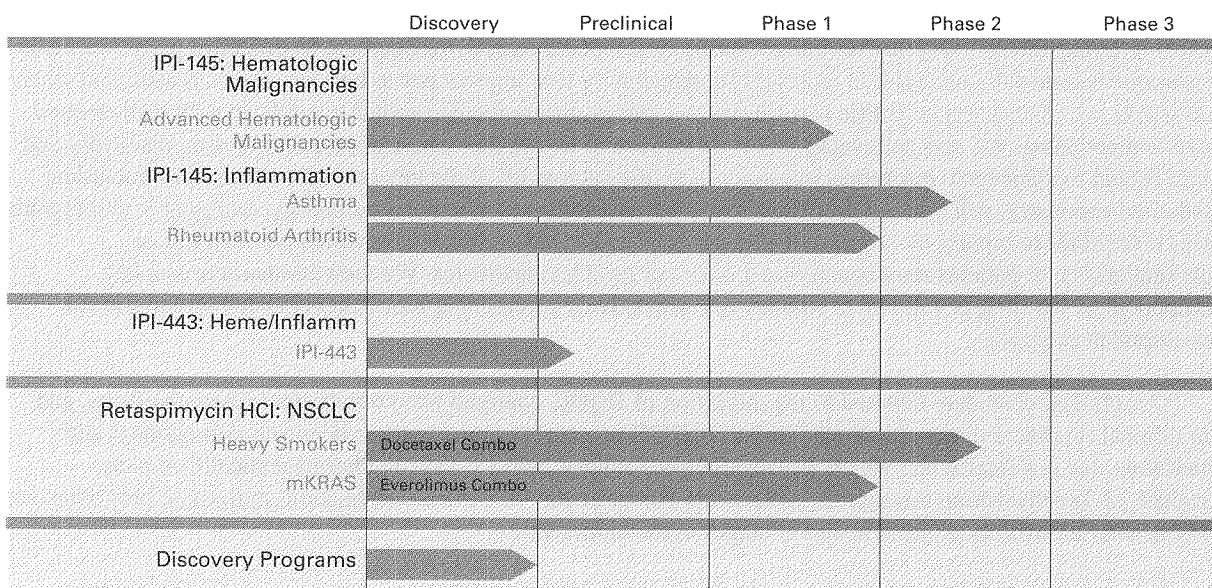 Discovery Preclinical Phase 1 Phase 2 Phase 3
IPI-145: Hematologic
Malignancies
Advanced Hematologic
Malignancies
IPI-145: Inflammation
Asthma
Rheumatoid Arthritis
IPI-443: Heme/Inflamm
IPI-443
Retaspimycin HCl: NSCLC
Heavy Smokers Docetaxel Combo
mKRAS Everolimus Combo
Discovery Programs